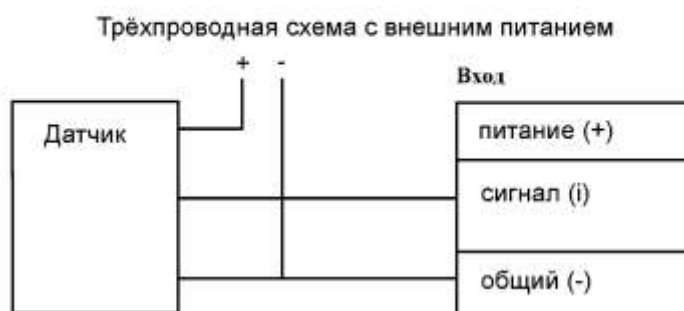 Трёхпроводная схема с внешним питанием
+ -
Вход
Датчик
питание (+)
сигнал (i)
общий (-)